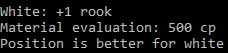 White: +1 rook
Material evaluation: 500 cp
Position is better for white